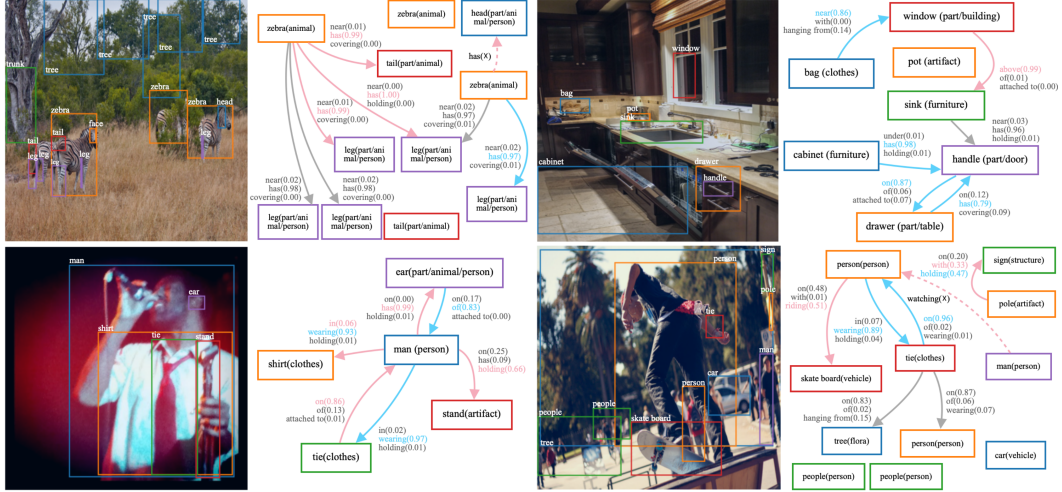 tree
tree
tree
tree
trunk
zebra
zebra
head
face
tail
tail
leg
leg
leg
leg
leg
zebra
zebra(animal)
near(0.01)
has(0.99)
covering(0.00)
zebra(animal)
head(part/ani
mal/person)
tail(part/animal)
has(X)
zebra(animal)
near(0.00)
has(1.00)
holding(0.00)
near(0.01)
has(0.99)
covering(0.00)
near(0.02)
has(0.97)
covering(0.01)
leg(part/ani
mal/person)
leg(part/ani
mal/person)
near(0.02)
has(0.97)
covering(0.01)
near(0.02)
has(0.98)
covering(0.00)
near(0.02)
has(0.98)
covering(0.00)
leg(part/ani
mal/person)
leg(part/ani
mal/person)
leg(part/ani
mal/person)
tail(part/animal)
window
bag
pot
sink
cabinet
drawer
handle
near(0.86)
with(0.00)
hanging from(0.14)
window (part/building)
bag (clothes)
pot (artifact)
above(0.99)
of(0.01)
attached to(0.00)
sink (furniture)
near(0.03)
has(0.96)
holding(0.01)
under(0.01)
has(0.98)
holding(0.01)
cabinet (furniture)
handle (part/door)
on(0.87)
of(0.06)
attached to(0.07)
on(0.12)
has(0.79)
covering(0.09)
drawer (part/table)
man
ear
shirt
tie
stand
ear(part/animal/person)
on(0.00)
has(0.99)
holding(0.01)
on(0.17)
of(0.83)
attached to(0.00)
in(0.06)
wearing(0.93)
holding(0.01)
man (person)
shirt(clothes)
on(0.25)
has(0.09)
holding(0.66)
on(0.86)
of(0.13)
attached to(0.01)
stand(artifact)
in(0.02)
wearing(0.97)
holding(0.01)
tie(clothes)
sign
person
pole
tie
man
car
person
people
people
skate board
tree
person(person)
on(0.20)
with(0.33)
holding(0.47)
sign(structure)
on(0.48)
with(0.01)
riding(0.51)
watching(X)
pole(artifact)
in(0.07)
wearing(0.89)
holding(0.04)
on(0.96)
of(0.02)
wearing(0.01)
tie(clothes)
skate board(vehicle)
man(person)
on(0.83)
of(0.02)
hanging from(0.15)
on(0.87)
of(0.06)
wearing(0.07)
tree(flora)
person(person)
car(vehicle)
people(person)
people(person)